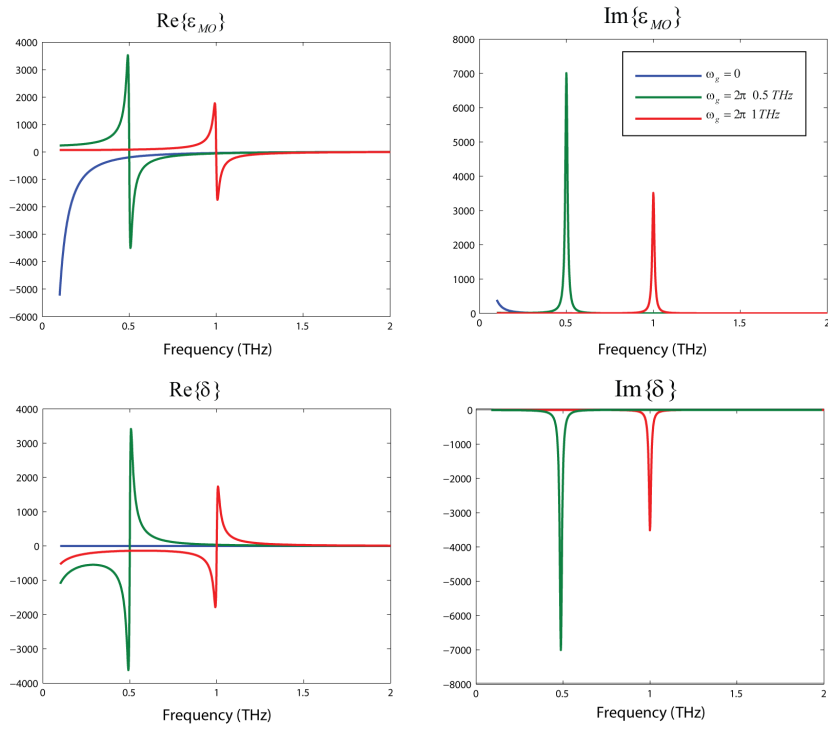 Re{ε_MO}
4000
3000
2000
1000
0
−1000
−2000
−3000
−4000
−5000
−6000
0 0.5 1 1.5 2
Frequency (THz)
Im{ε_MO}
8000
7000
6000
5000
4000
3000
2000
1000
0
0 0.5 1 1.5 2
Frequency (THz)
ω_g = 0
ω_g = 2π 0.5 THz
ω_g = 2π 1THz
Re{δ}
4000
3000
2000
1000
0
−1000
−2000
−3000
−4000
0 0.5 1 1.5 2
Frequency (THz)
Im{δ}
0
−1000
−2000
−3000
−4000
−5000
−6000
−7000
−8000
0 0.5 1 1.5 2
Frequency (THz)